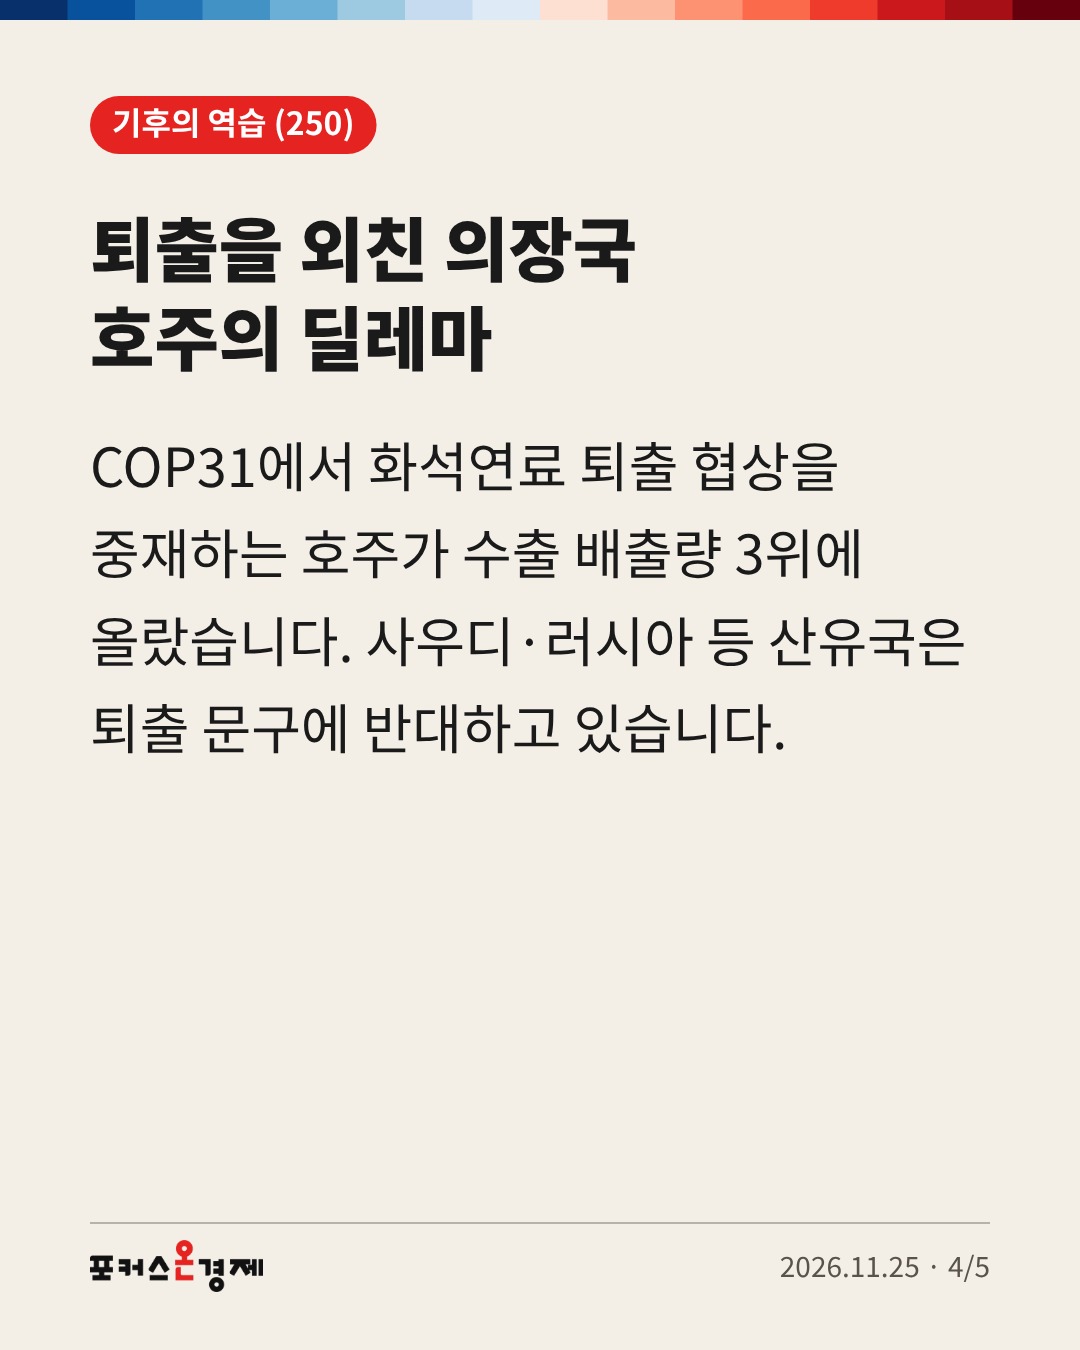 기후의 역습 (250)
퇴출을 외친 의장국
호주의 딜레마
COP31에서 화석연료 퇴출 협상을
중재하는 호주가 수출 배출량 3위에
올랐습니다. 사우디·러시아 등 산유국은
퇴출 문구에 반대하고 있습니다.
포커스온경제
2026.11.25 · 4/5